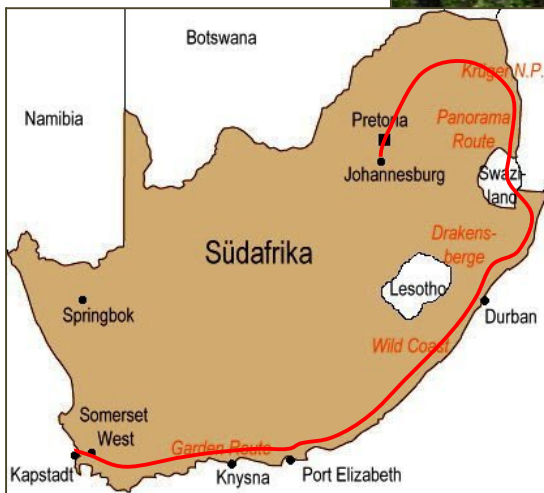 Botswana
Krüger N.P.
Namibia
Pretoria
Panorama
Route
Johannesburg
Swazi-
land
Drakens-
berge
Südafrika
Lesotho
Springbok
Durban
Wild Coast
Somerset
West
Garden Route
Kapstadt
Knysna
Port Elizabeth